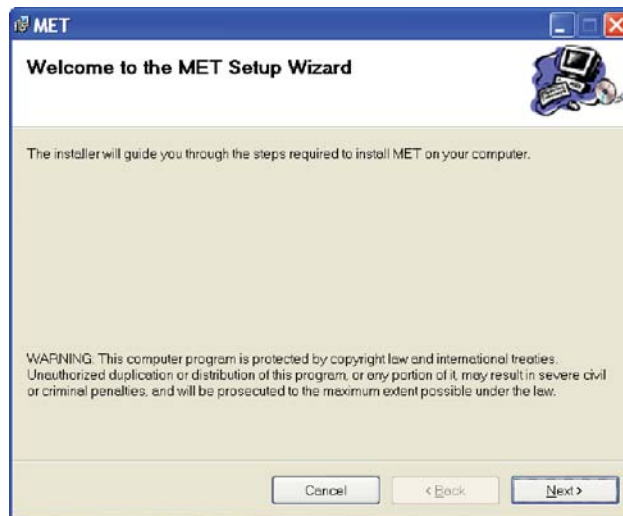 MET
Welcome to the MET Setup Wizard
The installer will guide you through the steps required to install MET on your computer.
WARNING: This computer program is protected by copyright law and international treaties.
Unauthorized duplication or distribution of this program, or any portion of it, may result in severe civil
or criminal penalties, and will be prosecuted to the maximum extent possible under the law.
Cancel
< Back
Next >